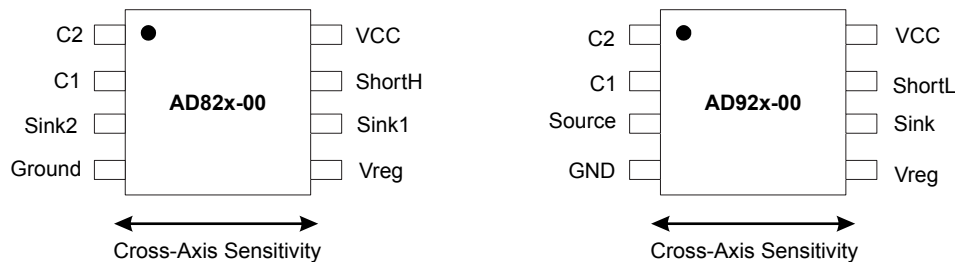 C2
VCC
C1
ShortH
AD82x-00
Sink2
Sink1
Ground
Vreg
Cross-Axis Sensitivity
C2
VCC
C1
ShortL
AD92x-00
Source
Sink
GND
Vreg
Cross-Axis Sensitivity